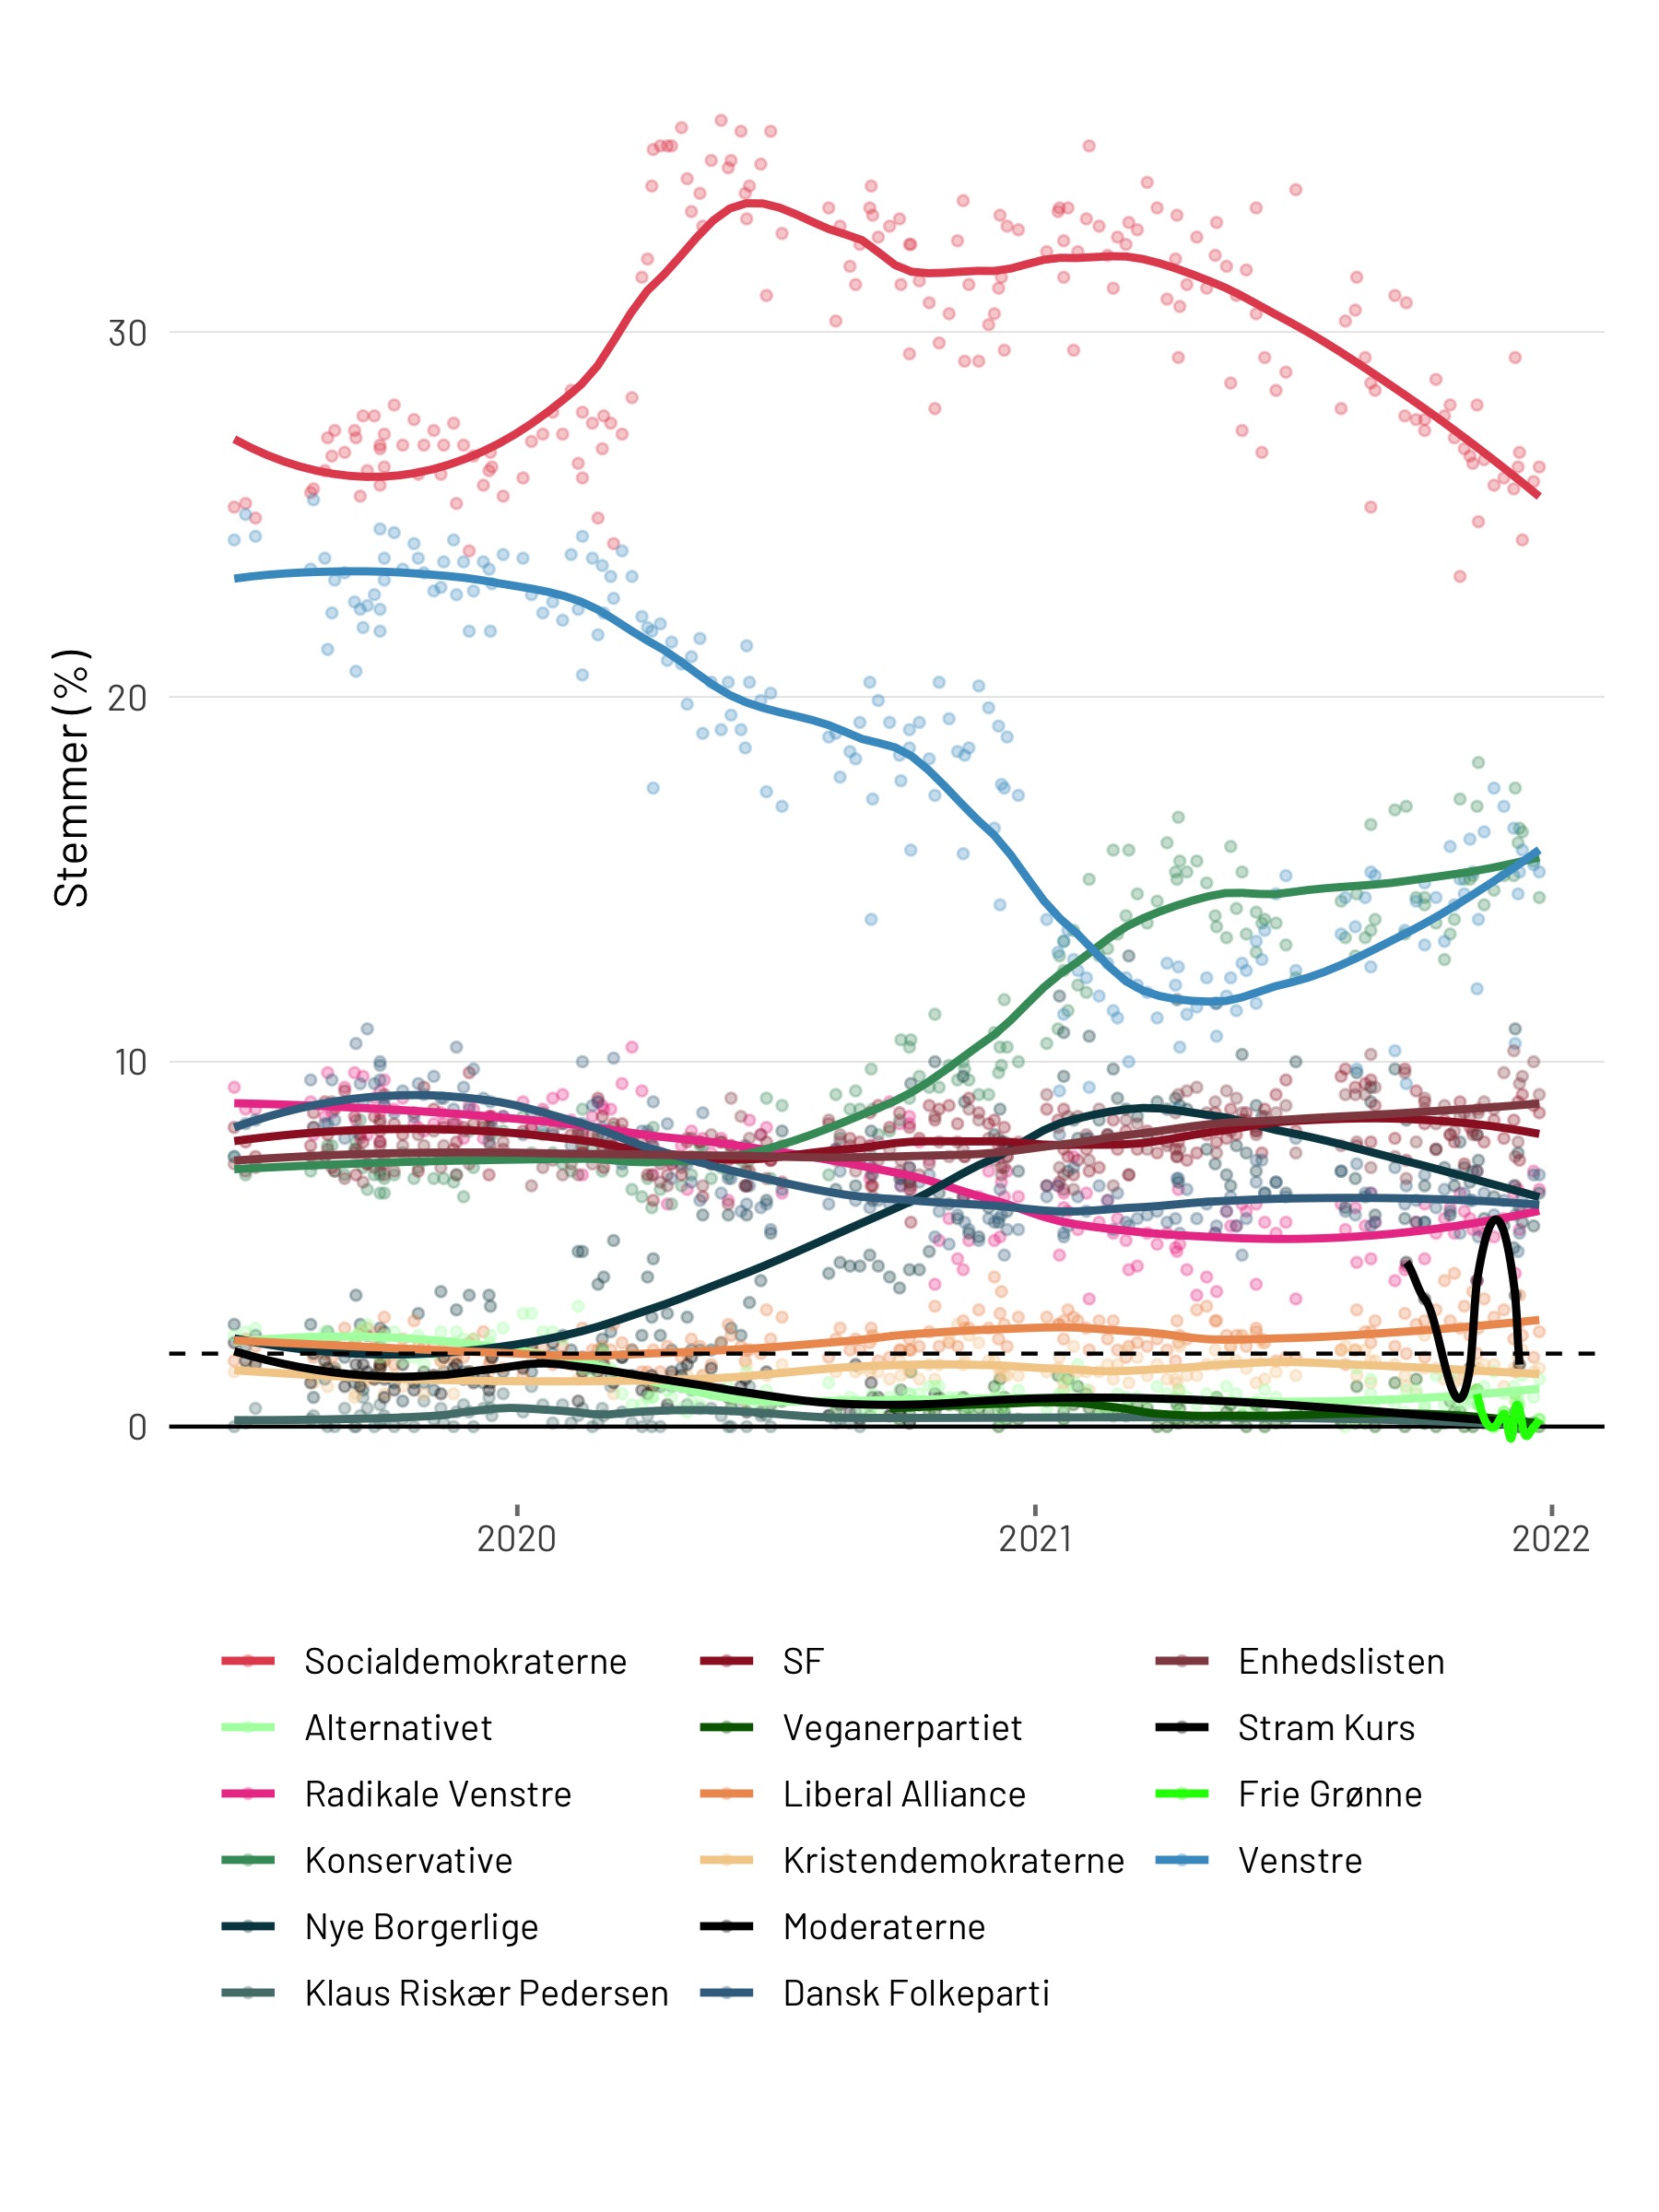 30
20
10
0
Stemmer (%)
2020 2021 2022
Socialdemokraterne SF Enhedslisten
Alternativet Veganerpartiet Stram Kurs
Radikale Venstre Liberal Alliance Frie Grønne
Konservative Kristendemokraterne Venstre
Nye Borgerlige Moderaterne
Klaus Riskær Pedersen Dansk Folkeparti